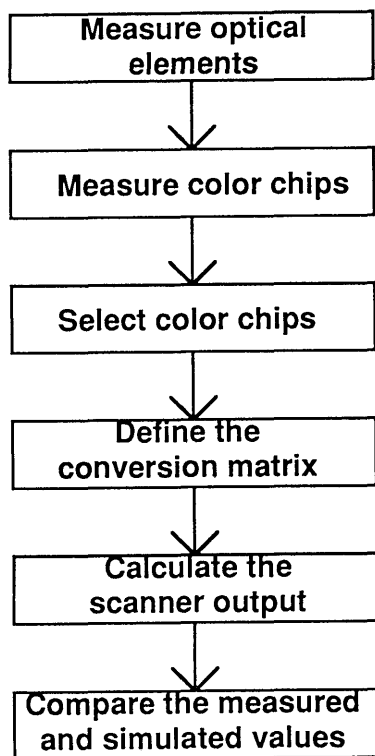 Measure optical
elements
Measure color chips
Select color chips
Define the
conversion matrix
Calculate the
scanner output
Compare the measured
and simulated values